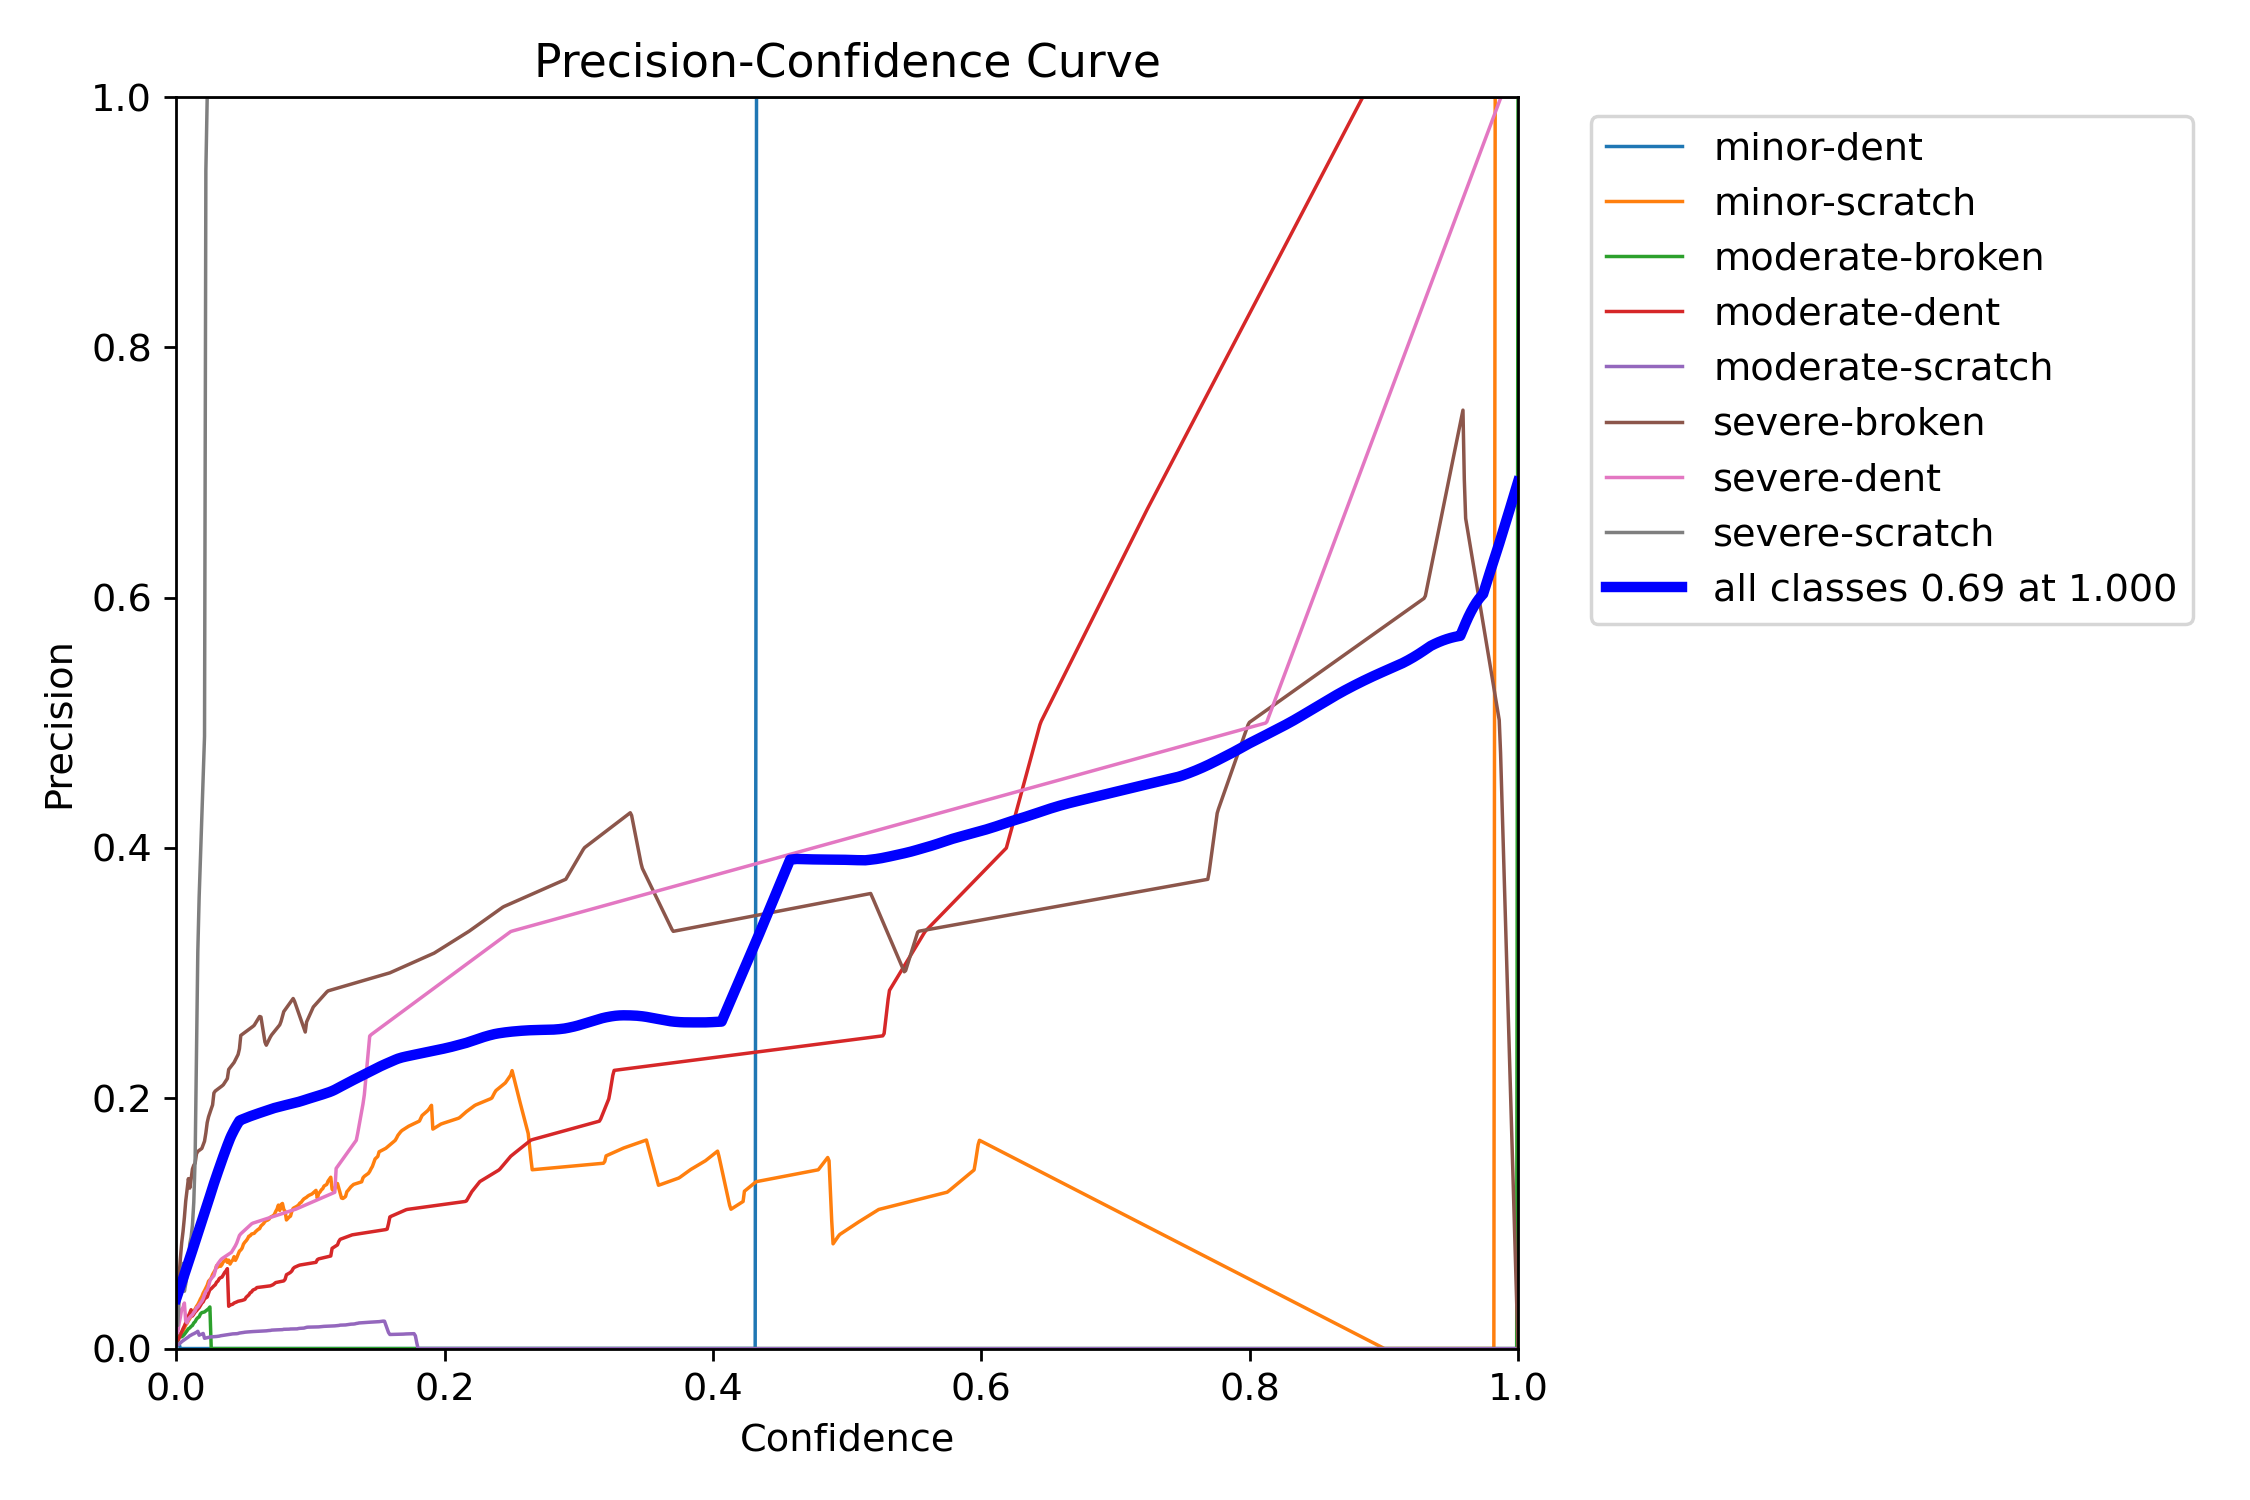 Precision-Confidence Curve
1.0
0.8
0.6
0.4
0.2
0.0
Precision
0.0 0.2 0.4 0.6 0.8 1.0
Confidence
minor-dent
minor-scratch
moderate-broken
moderate-dent
moderate-scratch
severe-broken
severe-dent
severe-scratch
all classes 0.69 at 1.000